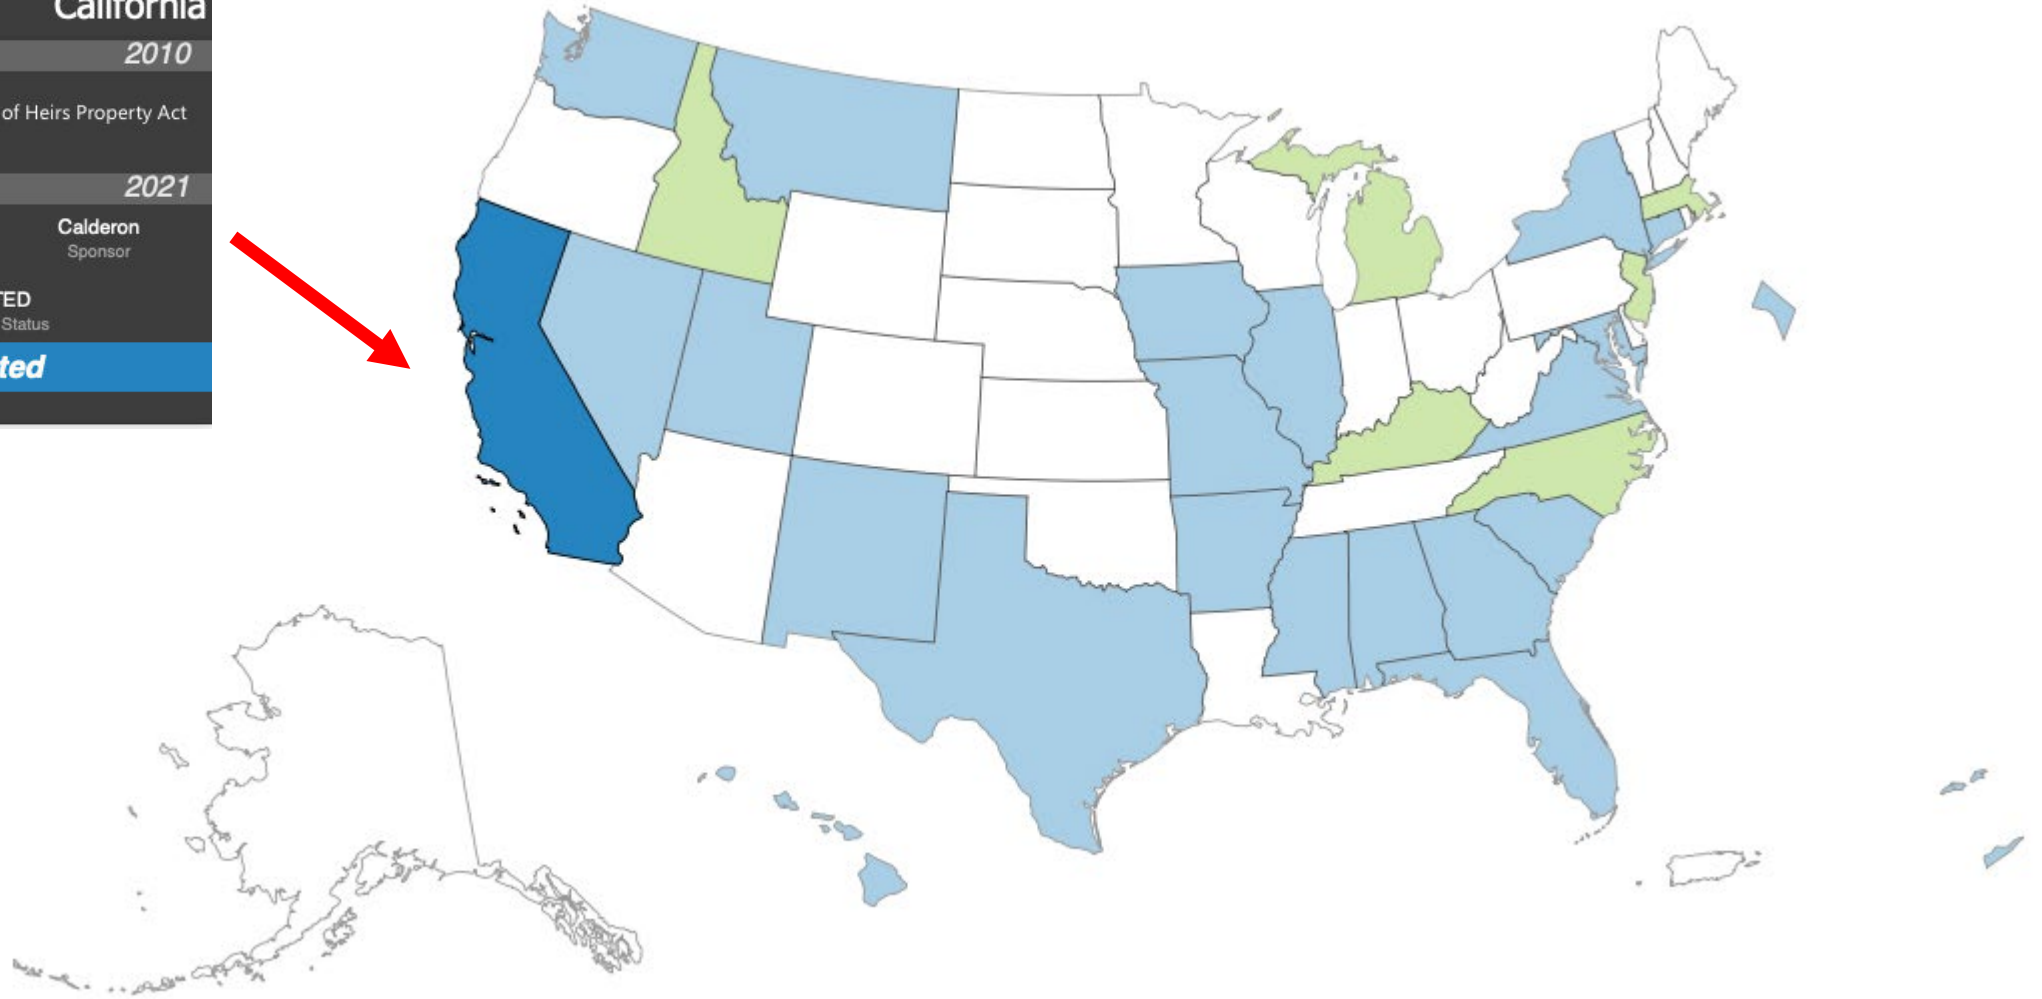 California
2010
of Heirs Property Act
2021
Calderon
Sponsor
TED
Status
ted